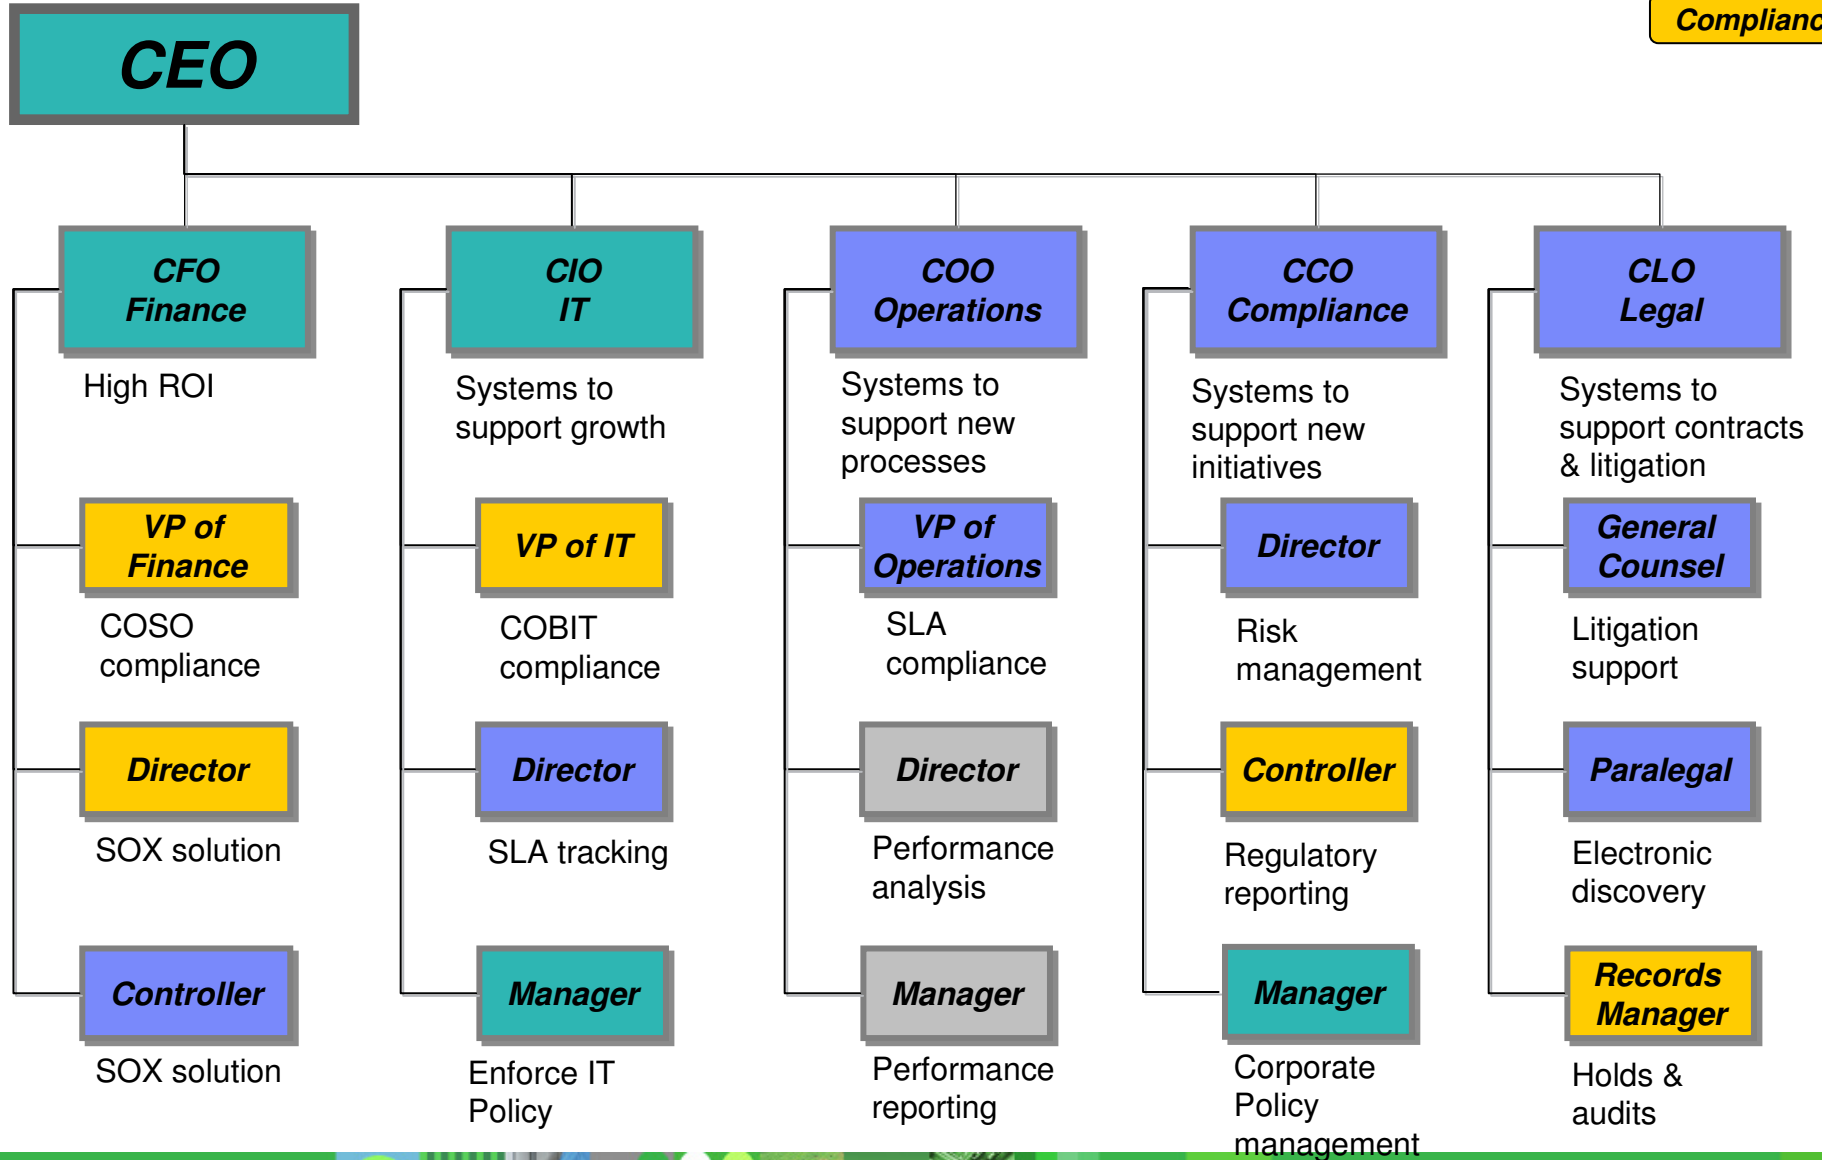 Complianc
CEO
CFO
Finance
High ROI
VP of
Finance
COSO
compliance
Director
SOX solution
Controller
SOX solution
CIO
IT
Systems to
support growth
VP of IT
COBIT
compliance
Director
SLA tracking
Manager
Enforce IT
Policy
COO
Operations
Systems to
support new
processes
VP of
Operations
SLA
compliance
Director
Performance
analysis
Manager
Performance
reporting
CCO
Compliance
Systems to
support new
initiatives
Director
Risk
management
Controller
Regulatory
reporting
Manager
Corporate
Policy
management
CLO
Legal
Systems to
support contracts
& litigation
General
Counsel
Litigation
support
Paralegal
Electronic
discovery
Records
Manager
Holds &
audits